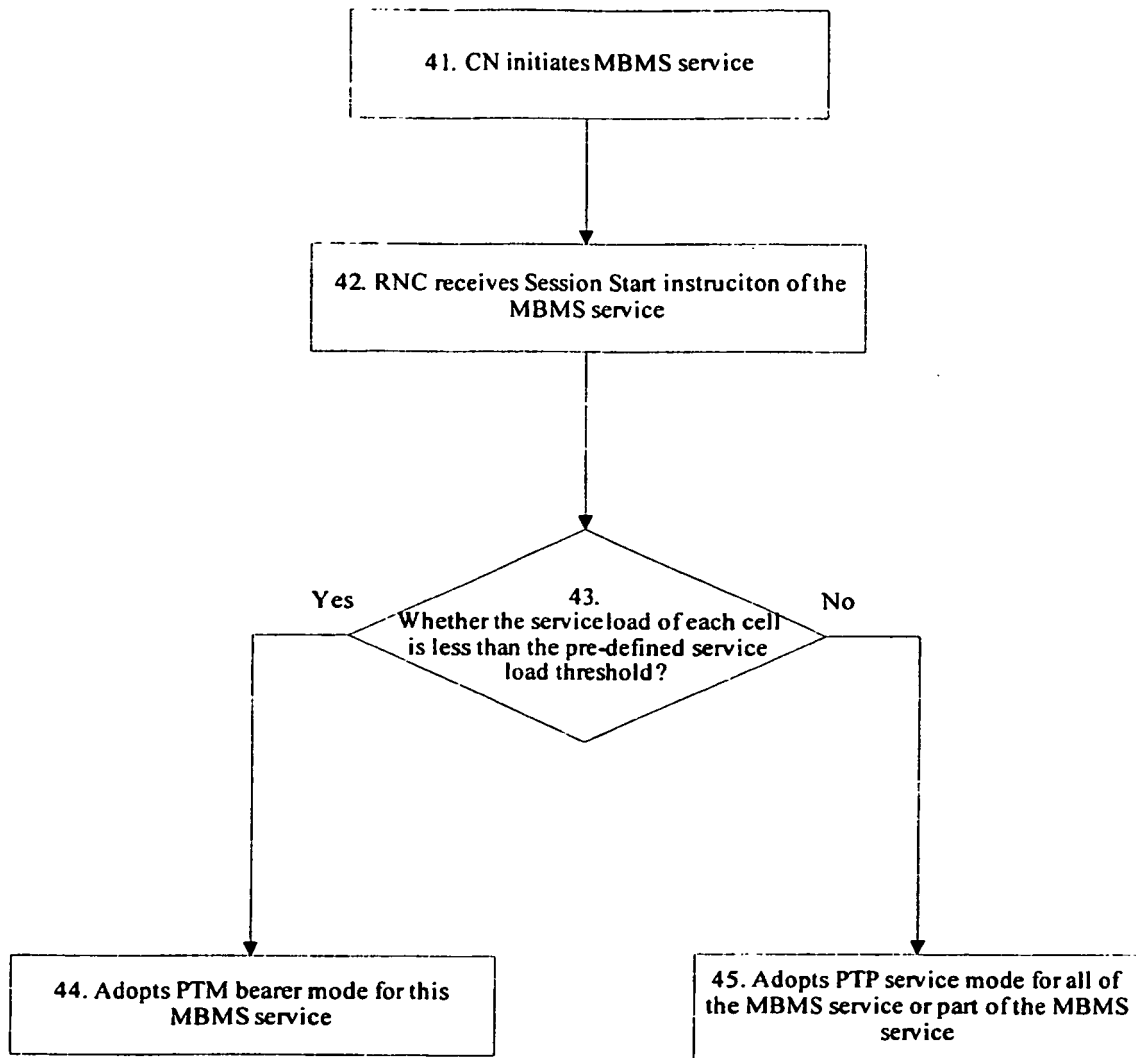 41. CN initiates MBMS service
42. RNC receives Session Start instruciton of the
MBMS service
Yes
No
43.
Whether the service load of each cell
is less than the pre-defined service
load threshold?
44. Adopts PTM bearer mode for this
MBMS service
45. Adopts PTP service mode for all of
the MBMS service or part of the MBMS
service